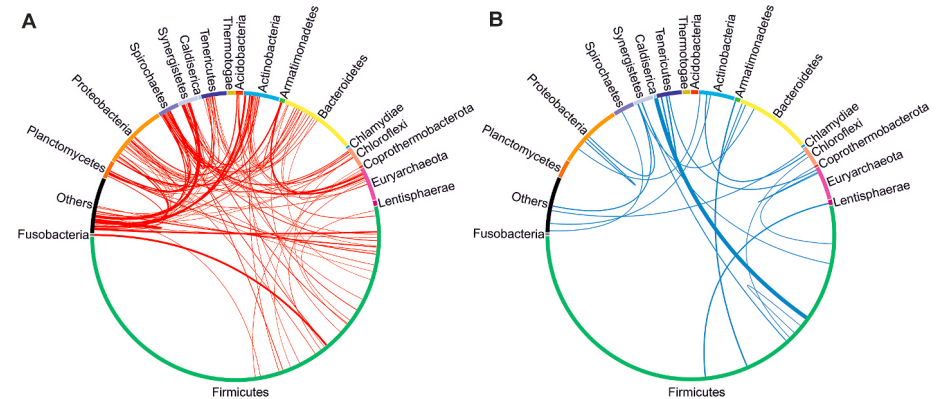 A
Fusobacteria
Others
Planctomycetes
Proteobacteria
Spirochaetes
Synergistetes
Caldiserica
Tenericutes
Thermotogae
Acidobacteria
Actinobacteria
Armatimonadetes
Bacteroidetes
Chlamydiae
Chloroflexi
Coprothermobacterota
Euryarchaeota
Lentisphaerae
Firmicutes
B
Fusobacteria
Others
Planctomycetes
Proteobacteria
Spirochaetes
Synergistetes
Caldiserica
Tenericutes
Thermotogae
Acidobacteria
Actinobacteria
Armatimonadetes
Bacteroidetes
Chlamydiae
Chloroflexi
Coprothermobacterota
Euryarchaeota
Lentisphaerae
Firmicutes